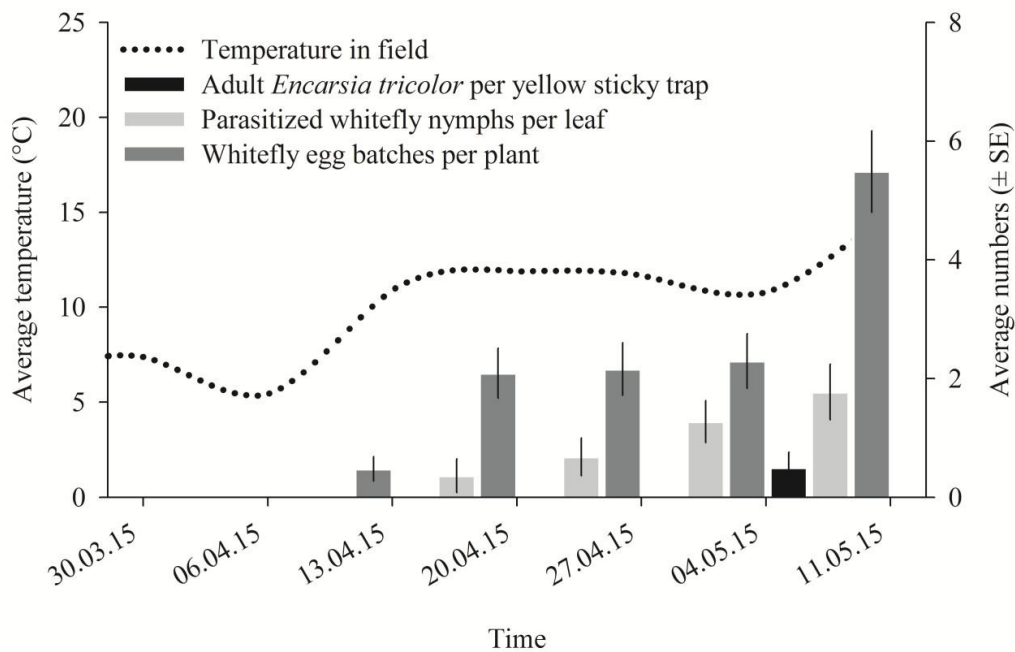 25
20
15
10
5
0
8
6
4
2
0
Average temperature (°C)
Average numbers (± SE)
Temperature in field
Adult Encarsia tricolor per yellow sticky trap
Parasitized whitefly nymphs per leaf
Whitefly egg batches per plant
30.03.15
06.04.15
13.04.15
20.04.15
27.04.15
04.05.15
11.05.15
Time